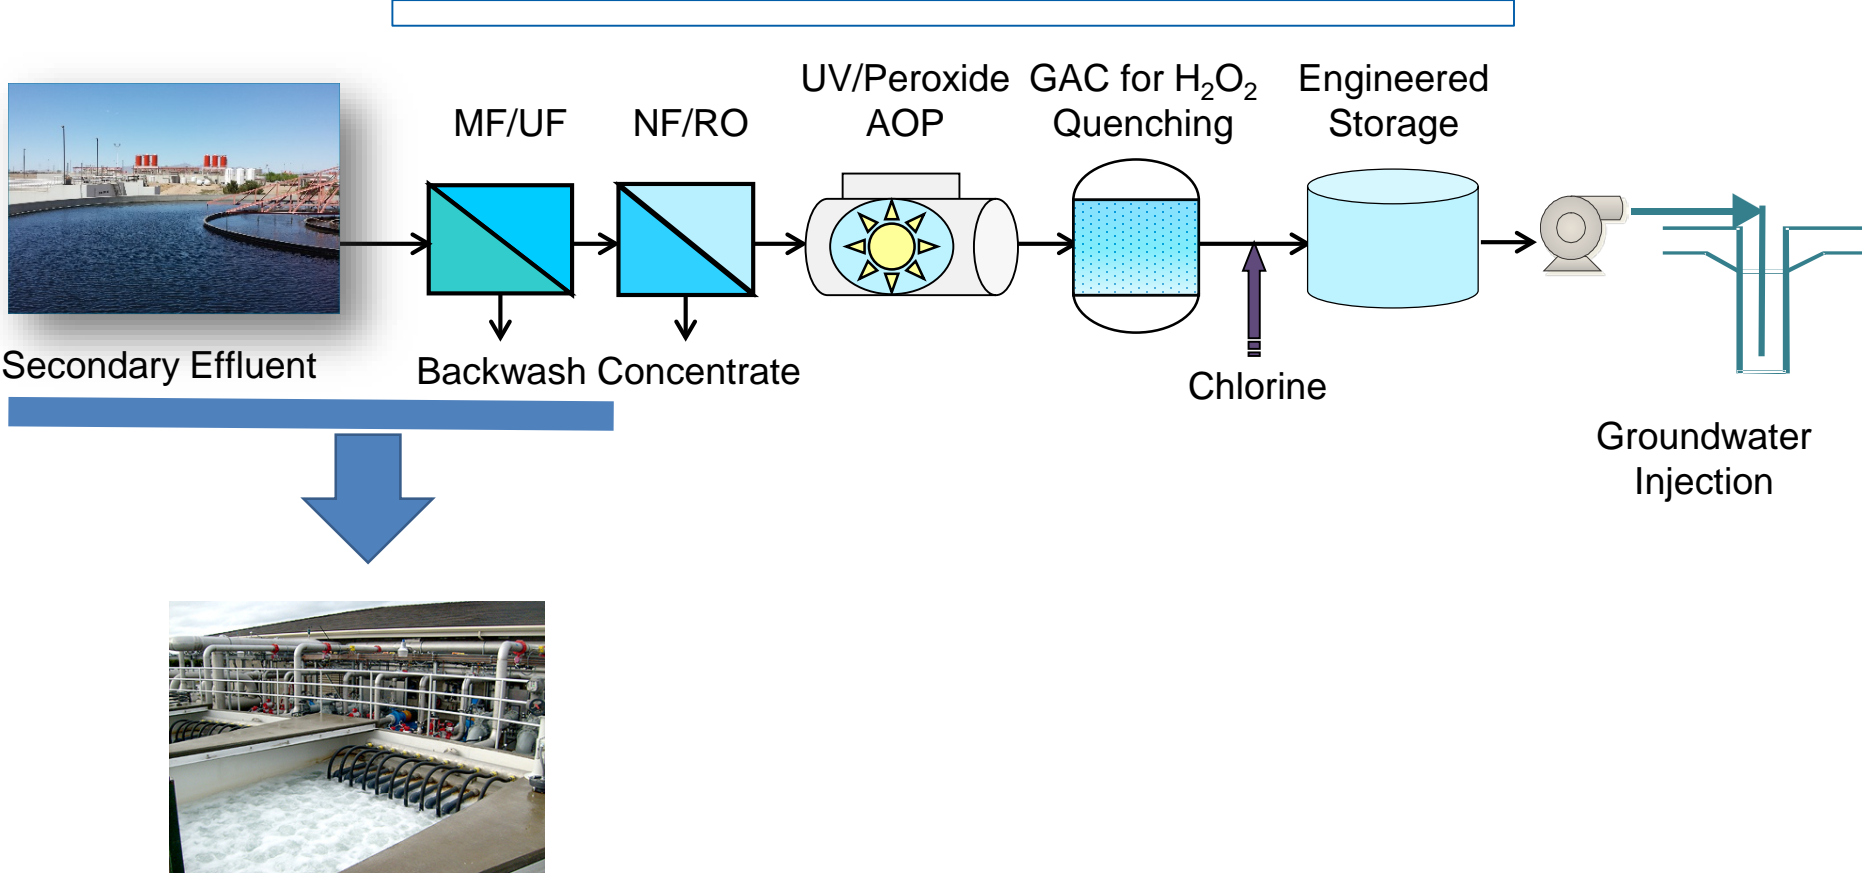 UV/Peroxide
AOP
GAC for H₂O₂
Quenching
Engineered
Storage
MF/UF
NF/RO
Secondary Effluent
Backwash
Concentrate
Chlorine
Groundwater
Injection